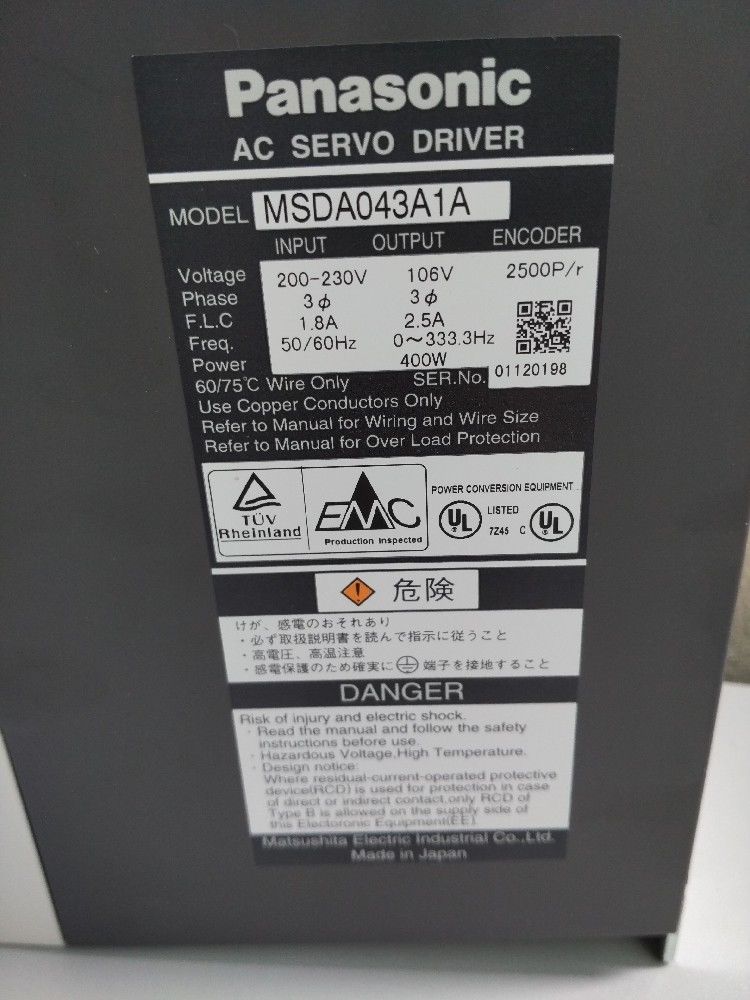 Panasonic
AC SERVO DRIVER
MODEL MSDA043A1A
INPUT OUTPUT ENCODER
Voltage 200-230V 106V 2500P/r
Phase 3ϕ 3ϕ
F.L.C 1.8A 2.5A
Freq. 50/60Hz 0～333.3Hz
Power 400W
60/75℃ Wire Only SER.No. 01120198
Use Copper Conductors Only
Refer to Manual for Wiring and Wire Size
Refer to Manual for Over Load Protection
TÜV
Rheinland
EMC
Production Inspected
POWER CONVERSION EQUIPMENT
UL LISTED
7Z45 C UL
危険
けが、感電のおそれあり
・必ず取扱説明書を読んで指示に従うこと
・高電圧、高温注意
・感電保護のため確実に⏚端子を接地すること
DANGER
Risk of injury and electric shock.
· Read the manual and follow the safety
instructions before use.
· Hazardous Voltage,High Temperature.
· Design notice:
Where residual-current-operated protective
device(RCD) is used for protection in case
of direct or indirect contact,only RCD of
Type B is allowed on the supply side of
this Electoronic Equipment(EE).
Matsushita Electric Industrial Co.,Ltd.
Made in Japan